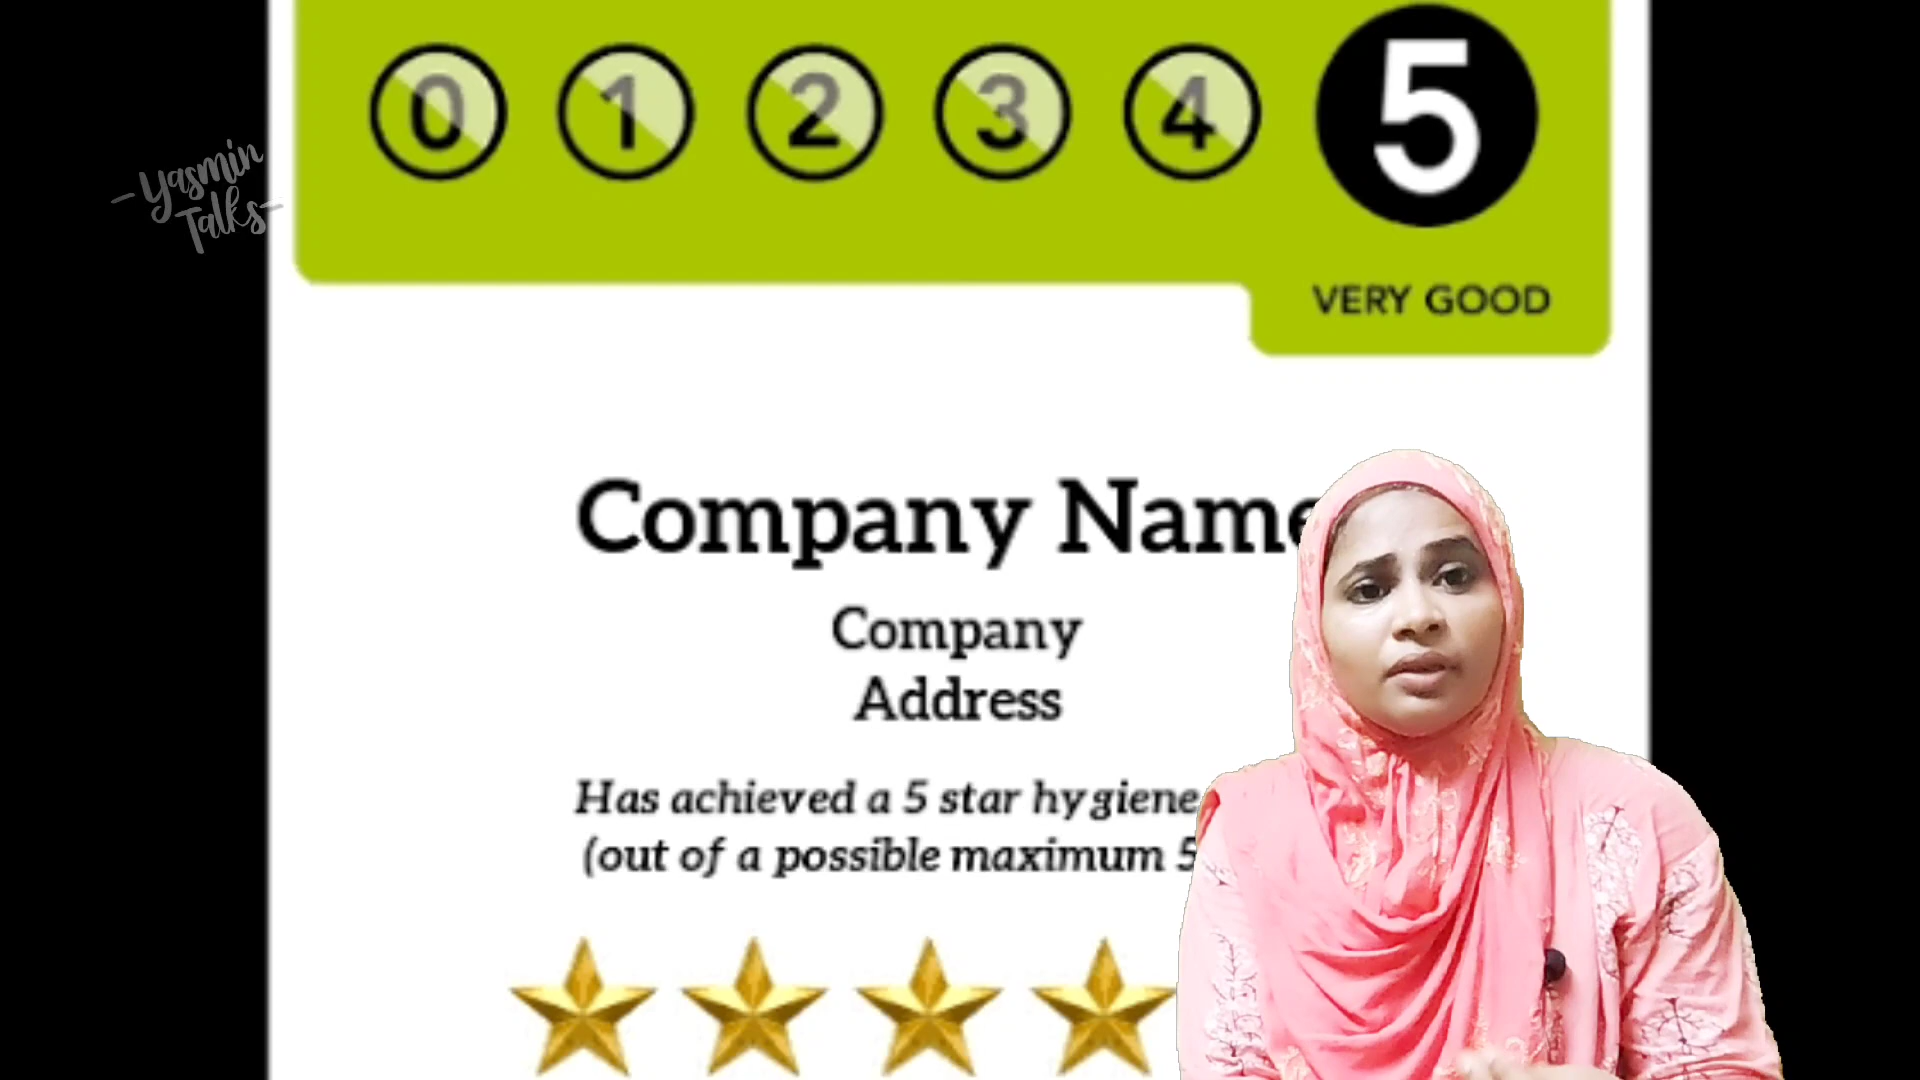 0 1 2 3 4 5
-Yasmin
Talks-
VERY GOOD
Company Name
Company
Address
Has achieved a 5 star hygiene
(out of a possible maximum 5